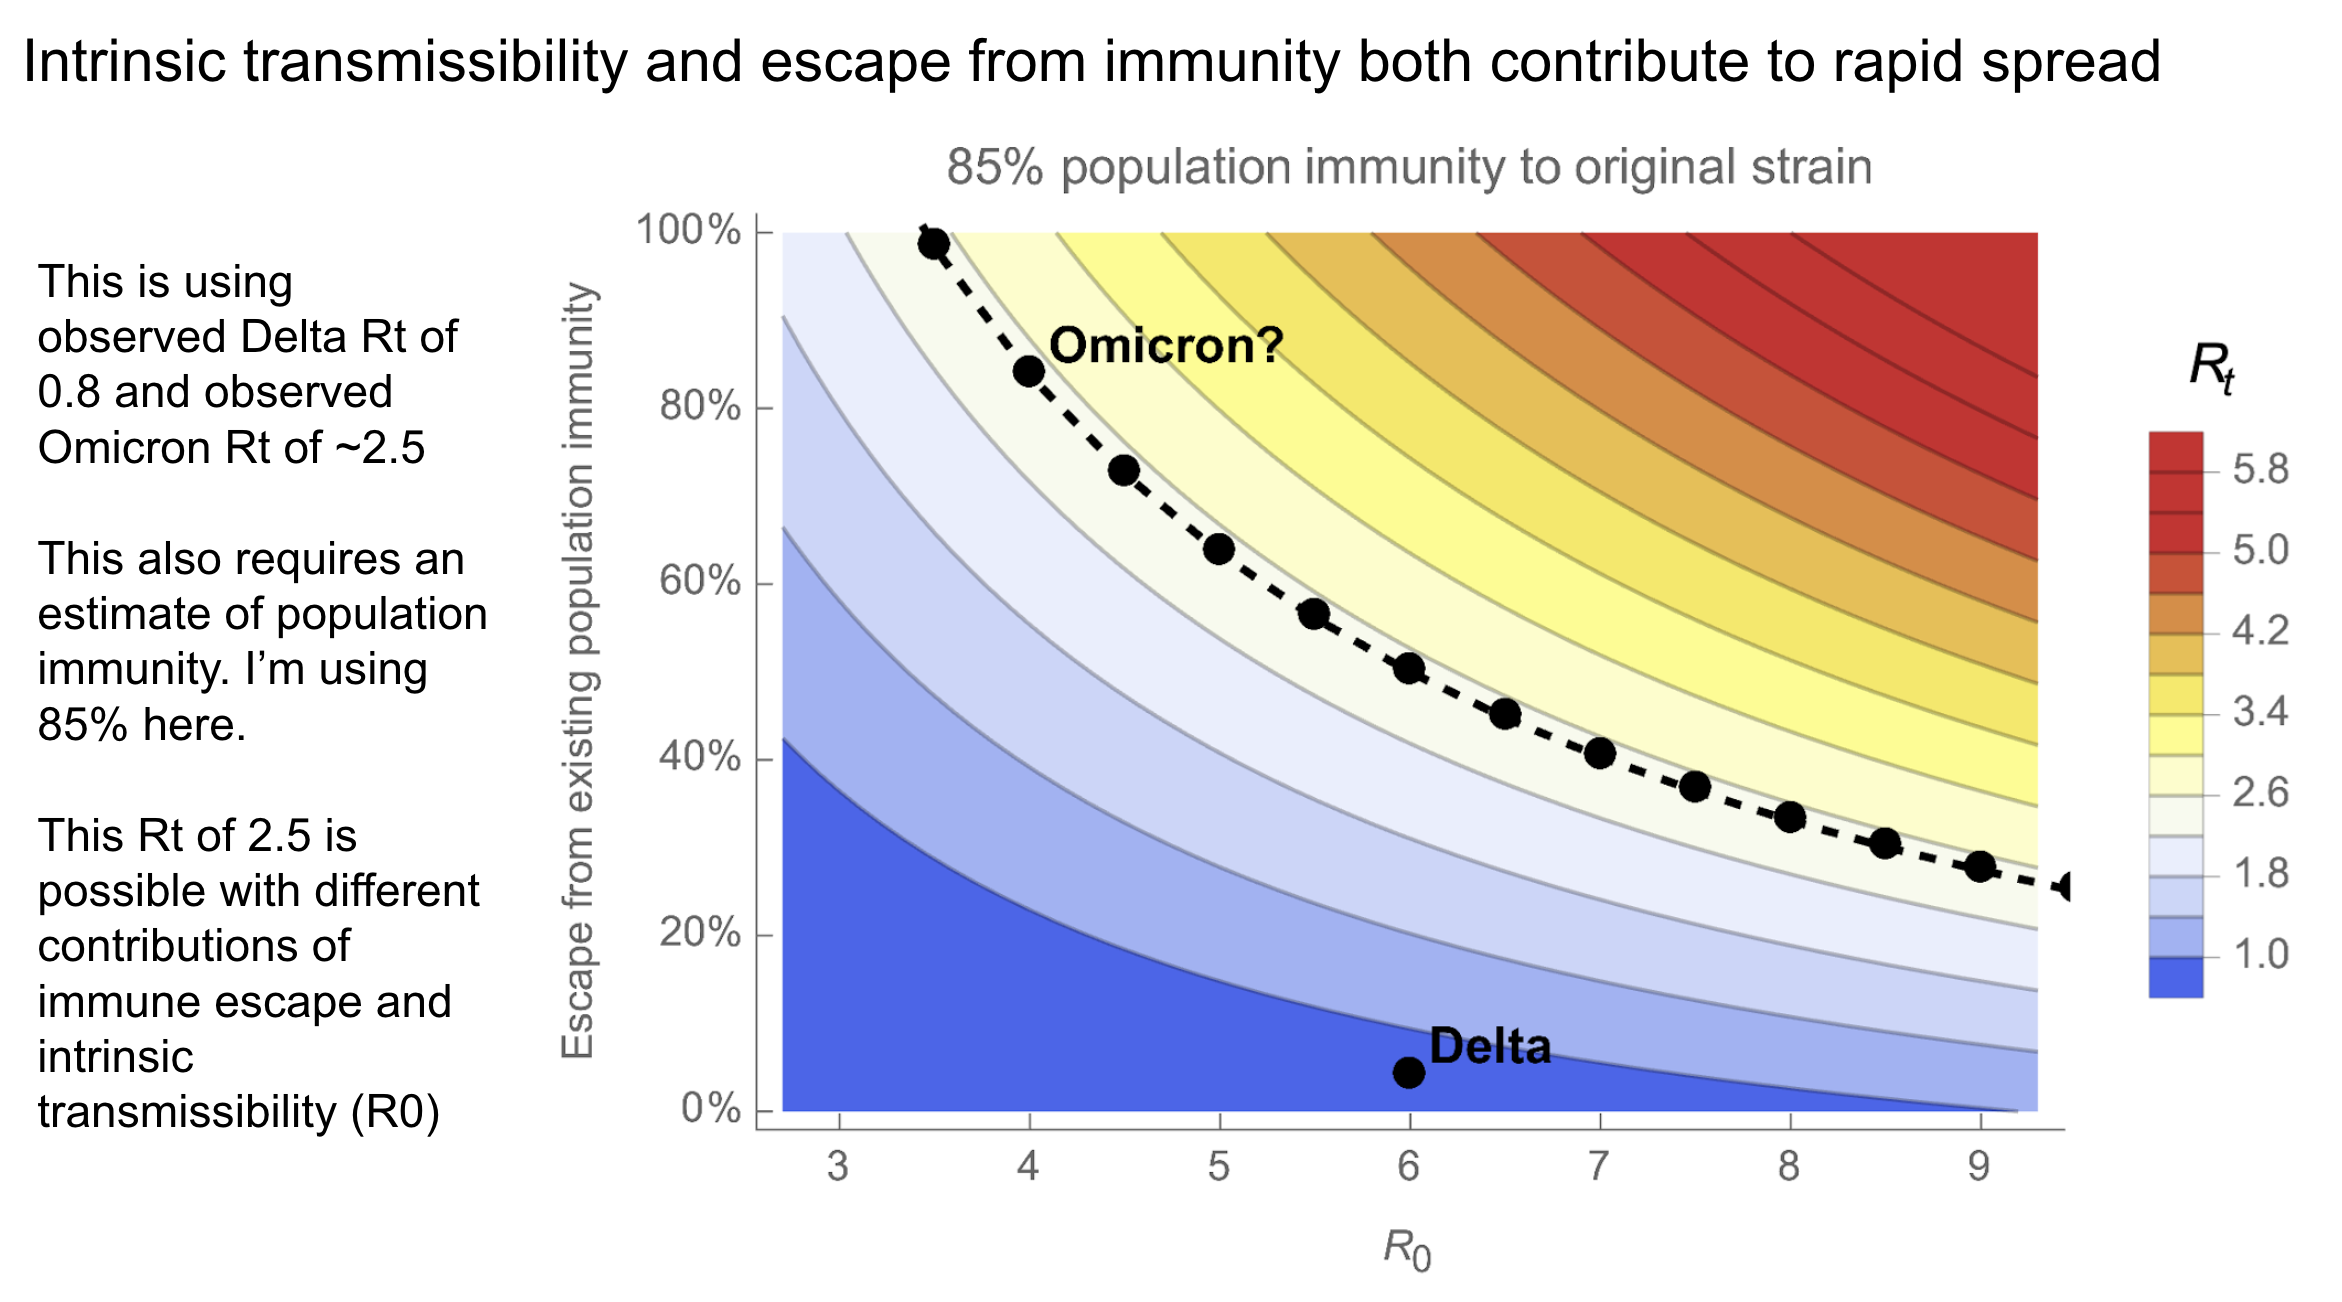 Intrinsic transmissibility and escape from immunity both contribute to rapid spread
This is using
observed Delta Rt of
0.8 and observed
Omicron Rt of ~2.5
This also requires an
estimate of population
immunity. I’m using
85% here.
This Rt of 2.5 is
possible with different
contributions of
immune escape and
intrinsic
transmissibility (R0)
85% population immunity to original strain
Escape from existing population immunity
100%
80%
60%
40%
20%
0%
Omicron?
Delta
3 4 5 6 7 8 9
R0
Rt
5.8
5.0
4.2
3.4
2.6
1.8
1.0